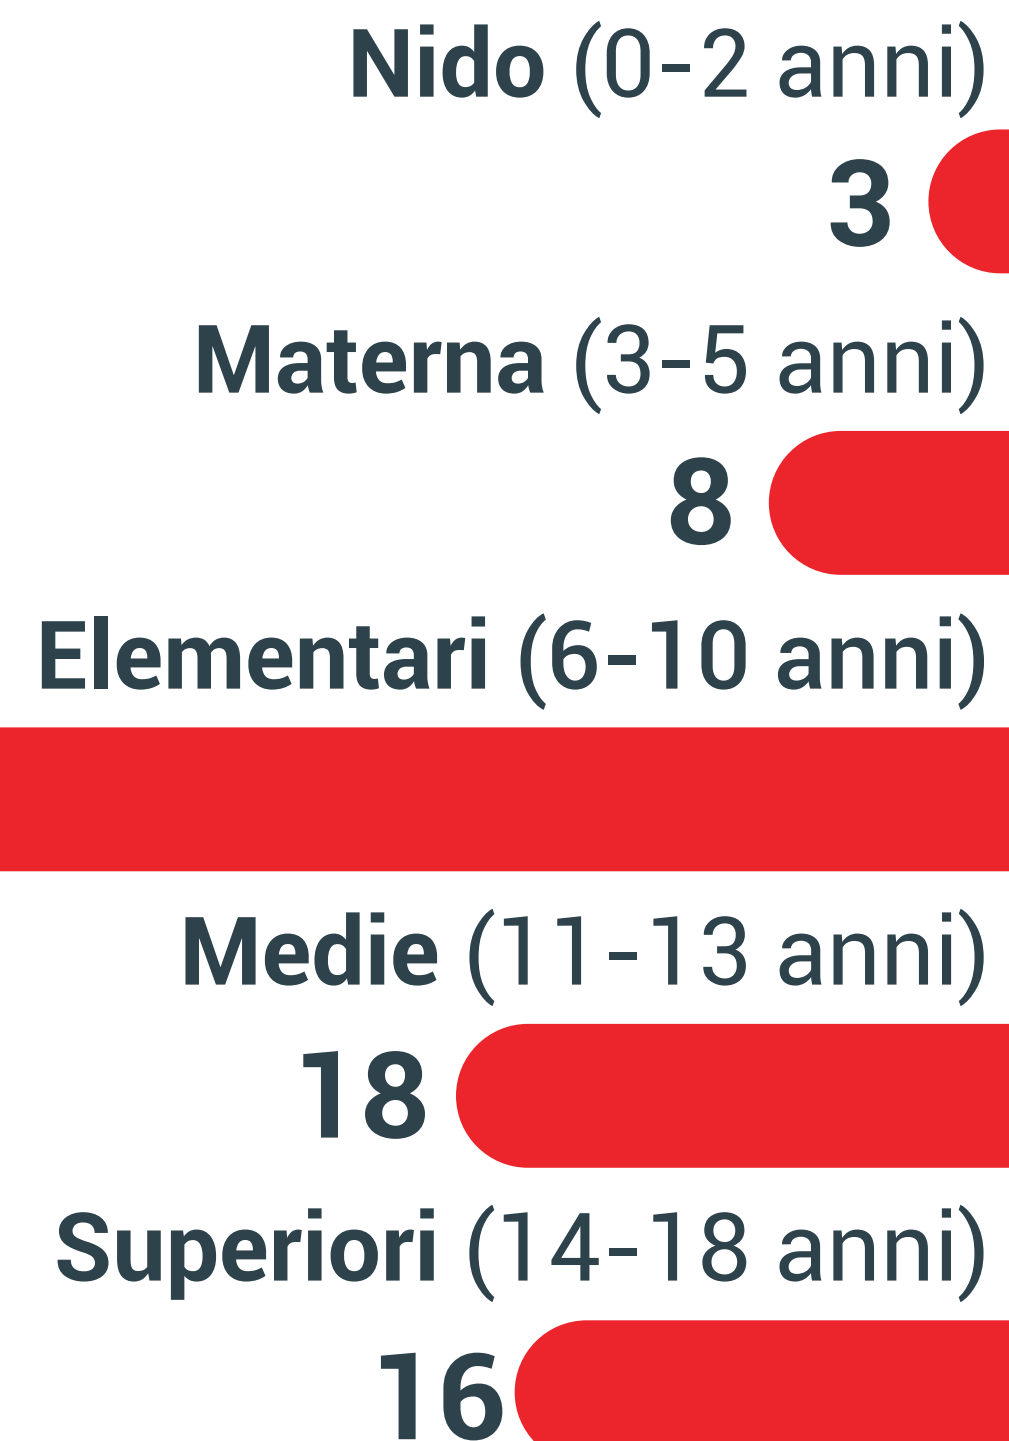 Nido (0-2 anni)
3
Materna (3-5 anni)
8
Elementari (6-10 anni)
Medie (11-13 anni)
18
Superiori (14-18 anni)
16